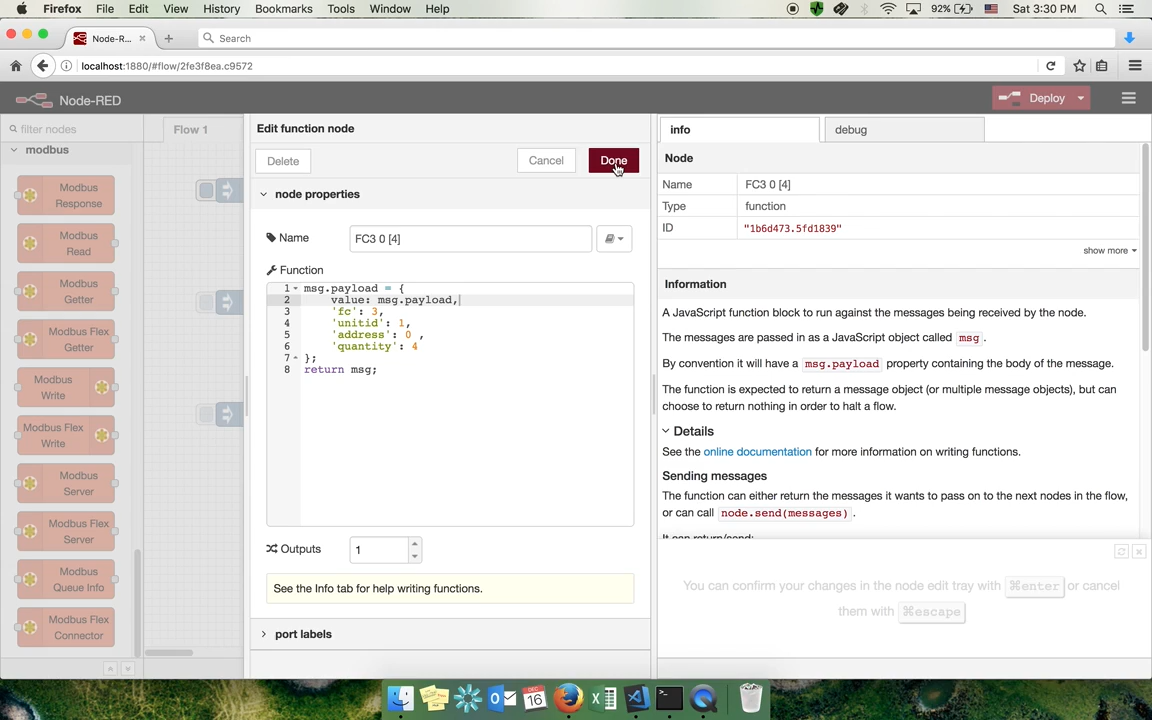 Firefox File Edit View History Bookmarks Tools Window Help 92% Sat 3:30 PM
Node-R... × + Search
localhost:1880/#flow/2fe3f8ea.c9572
Node-RED Deploy
filter nodes Flow 1 Edit function node info debug
modbus
Delete Cancel Done
Node
Name FC3 0 [4]
Type function
ID "1b6d473.5fd1839"
show more
node properties
Name FC3 0 [4]
Function
1 msg.payload = {
2 value: msg.payload,
3 'fc': 3,
4 'unitid': 1,
5 'address': 0 ,
6 'quantity': 4
7 };
8 return msg;
Outputs 1
See the Info tab for help writing functions.
port labels
Modbus
Response
Modbus
Read
Modbus
Getter
Modbus Flex
Getter
Modbus
Write
Modbus Flex
Write
Modbus
Server
Modbus Flex
Server
Modbus
Queue Info
Modbus Flex
Connector
Information
A JavaScript function block to run against the messages being received by the node.
The messages are passed in as a JavaScript object called msg .
By convention it will have a msg.payload property containing the body of the message.
The function is expected to return a message object (or multiple message objects), but can
choose to return nothing in order to halt a flow.
Details
See the online documentation for more information on writing functions.
Sending messages
The function can either return the messages it wants to pass on to the next nodes in the flow,
or can call node.send(messages) .
It can return/send:
You can confirm your changes in the node edit tray with ⌘enter or cancel
them with ⌘escape
DEC
16